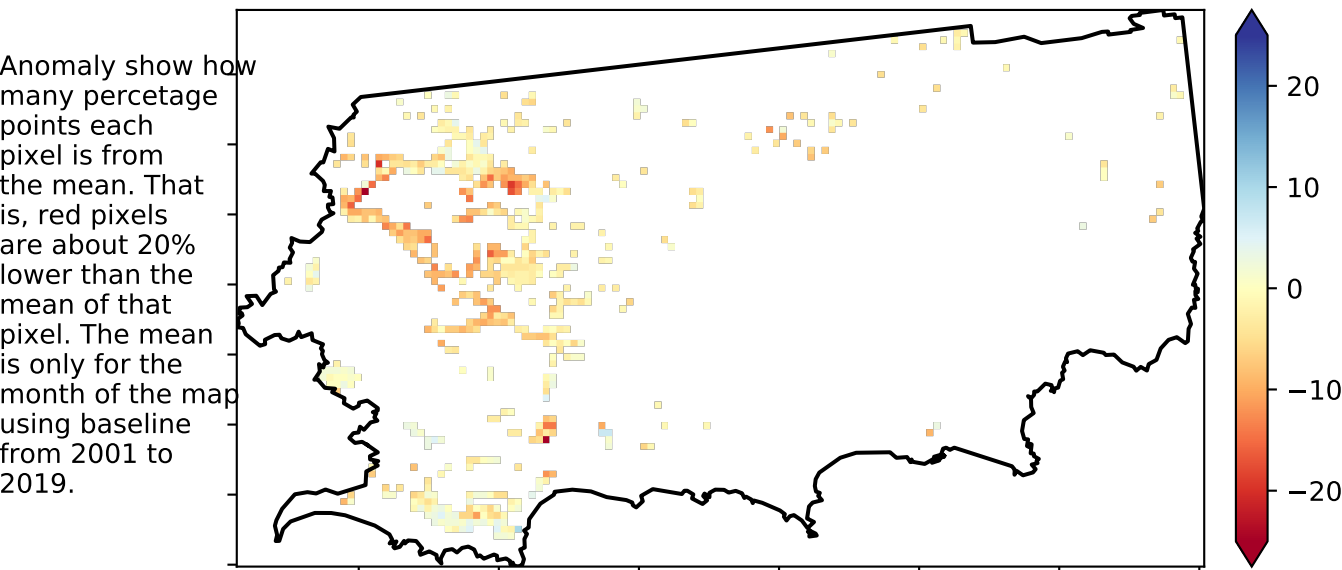 Anomaly show how
many percetage
points each
pixel is from
the mean. That
is, red pixels
are about 20%
lower than the
mean of that
pixel. The mean
is only for the
month of the map
using baseline
from 2001 to
2019.
20
10
0
−10
−20